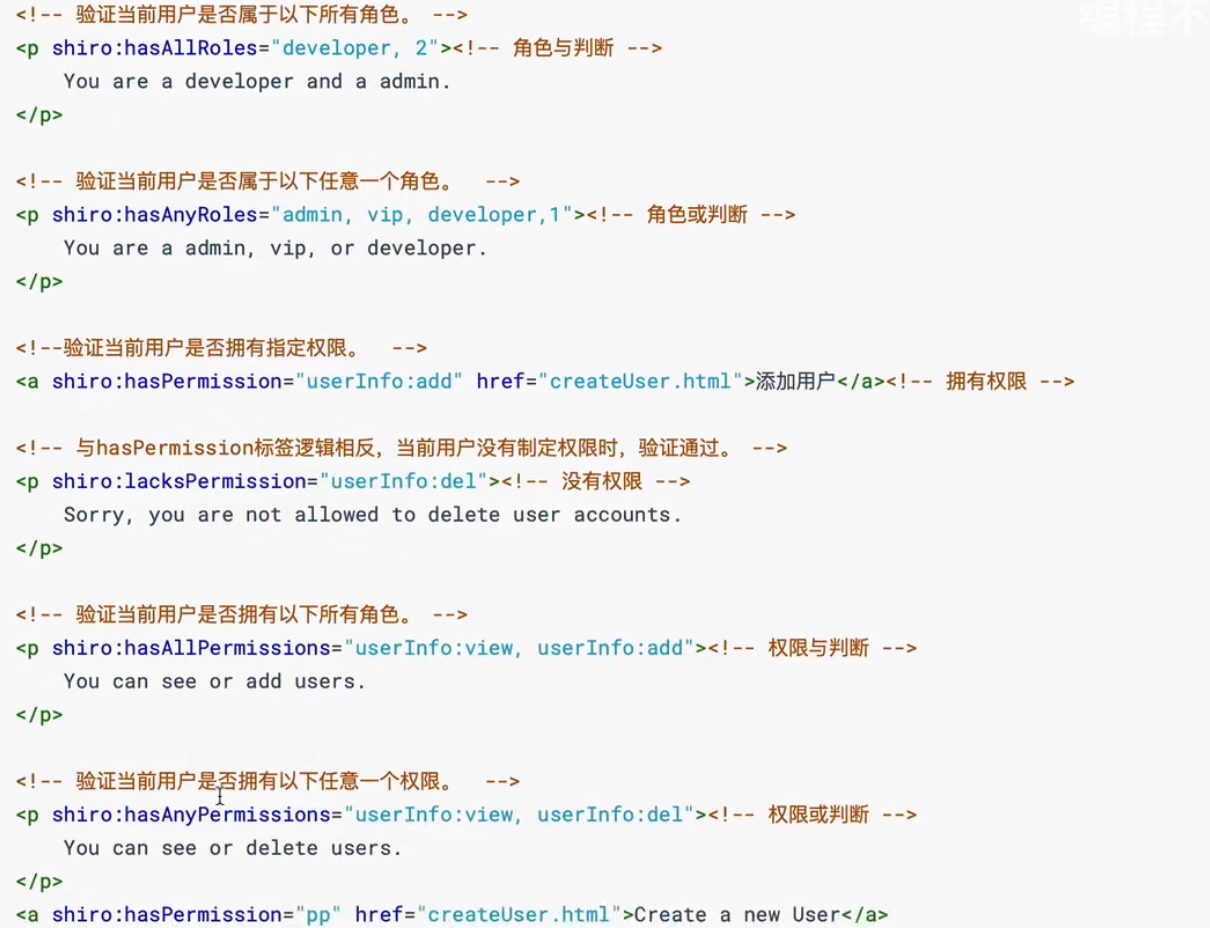 编程不
<!-- 验证当前用户是否属于以下所有角色。 -->
<p shiro:hasAllRoles="developer, 2"><!-- 角色与判断 -->
    You are a developer and a admin.
</p>
<!-- 验证当前用户是否属于以下任意一个角色。  -->
<p shiro:hasAnyRoles="admin, vip, developer,1"><!-- 角色或判断 -->
    You are a admin, vip, or developer.
</p>
<!--验证当前用户是否拥有指定权限。  -->
<a shiro:hasPermission="userInfo:add" href="createUser.html">添加用户</a><!-- 拥有权限 -->
<!-- 与hasPermission标签逻辑相反，当前用户没有制定权限时，验证通过。 -->
<p shiro:lacksPermission="userInfo:del"><!-- 没有权限 -->
    Sorry, you are not allowed to delete user accounts.
</p>
<!-- 验证当前用户是否拥有以下所有角色。 -->
<p shiro:hasAllPermissions="userInfo:view, userInfo:add"><!-- 权限与判断 -->
    You can see or add users.
</p>
<!-- 验证当前用户是否拥有以下任意一个权限。  -->
<p shiro:hasAnyPermissions="userInfo:view, userInfo:del"><!-- 权限或判断 -->
    You can see or delete users.
</p>
<a shiro:hasPermission="pp" href="createUser.html">Create a new User</a>